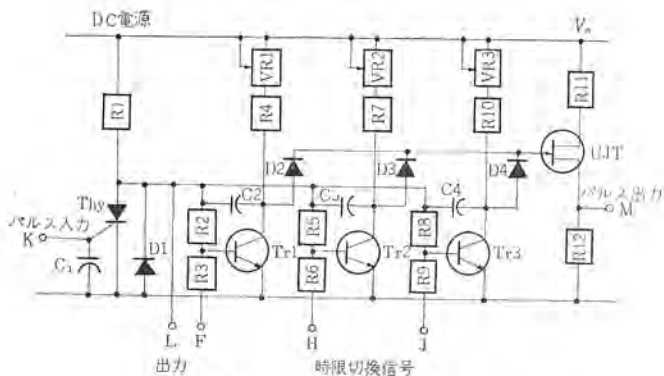 DC電源
Vn
VR1
VR2
VR3
R1
R4
R7
R10
R11
UJT
D2
D3
D4
C2
C3
C4
Thy
パルス入力
K
C1
D1
R2
R3
Tr1
R5
R6
Tr2
R8
R9
Tr3
パルス出力
M
R12
L
F
H
J
出力
時限切換信号